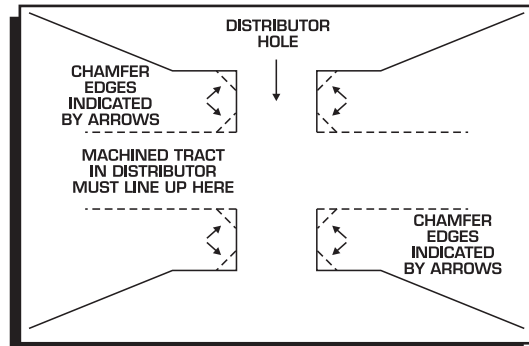 DISTRIBUTOR
HOLE
CHAMFER
EDGES
INDICATED
BY ARROWS
MACHINED TRACT
IN DISTRIBUTOR
MUST LINE UP HERE
CHAMFER
EDGES
INDICATED
BY ARROWS